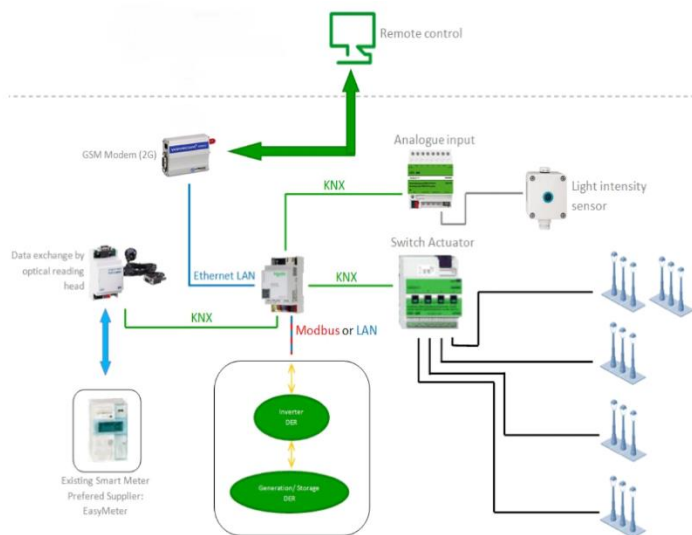 Remote control
GSM Modem (2G)
Analogue input
KNX
Light intensity
sensor
Data exchange by
optical reading
head
Ethernet LAN
Switch Actuator
KNX
KNX
Modbus or LAN
Inverter
DER
Generation/ Storage
DER
Existing Smart Meter
Prefered Supplier:
EasyMeter